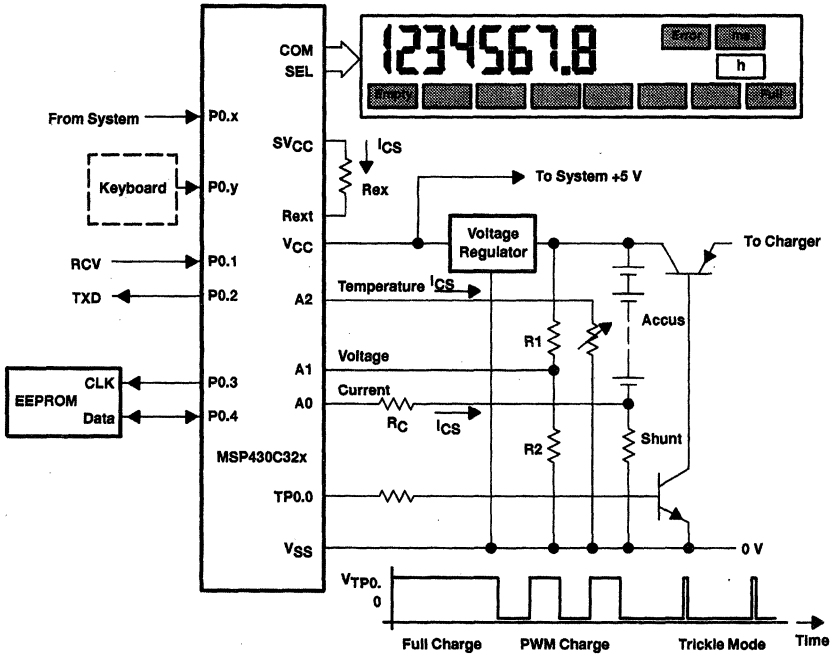 COM
SEL
1234567.8
Error
ms
h
Empty
Full
From System
P0.x
SVCC
ICS
Rex
Keyboard
P0.y
To System +5 V
Rext
VCC
Voltage
Regulator
To Charger
RCV
P0.1
TXD
P0.2
A2
Temperature ICS
Accus
R1
A1
Voltage
EEPROM
CLK
P0.3
A0
Current
Data
P0.4
RC
ICS
R2
Shunt
MSP430C32x
TP0.0
VSS
0 V
VTP0.
0
Full Charge
PWM Charge
Trickle Mode
Time